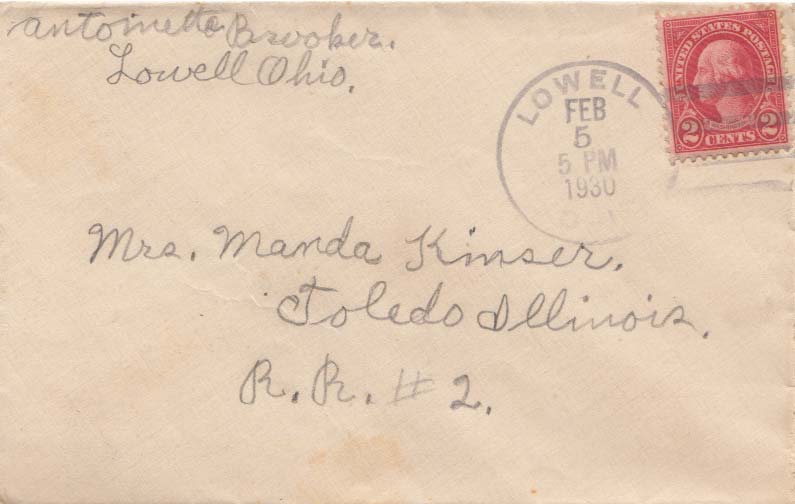 Antoinette Brooker.
Lowell Ohio.
LOWELL
FEB
5
5 PM
1930
UNITED STATES POSTAGE
WASHINGTON
2 CENTS 2
Mrs. Manda Kinser.
Toledo Illinois.
R.R. # 2.